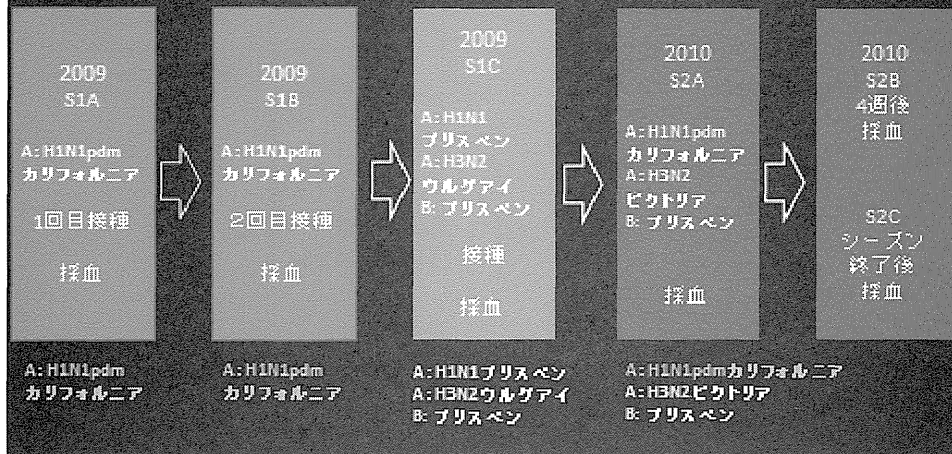 2009
S1A
A:H1N1pdm
カリフォルニア
1回目接種
採血
2009
S1B
A:H1N1pdm
カリフォルニア
2回目接種
採血
2009
S1C
A:H1N1
ブリスベン
A:H3N2
ウルグアイ
B: ブリスベン
接種
採血
2010
S2A
A:H1N1pdm
カリフォルニア
A:H3N2
ビクトリア
B: ブリスベン
採血
2010
S2B
4週後
採血
S2C
シーズン
終了後
採血
A:H1N1pdm
カリフォルニア
A:H1N1pdm
カリフォルニア
A:H1N1ブリスベン
A:H3N2ウルグアイ
B: ブリスベン
A:H1N1pdmカリフォルニア
A:H3N2ビクトリア
B: ブリスベン